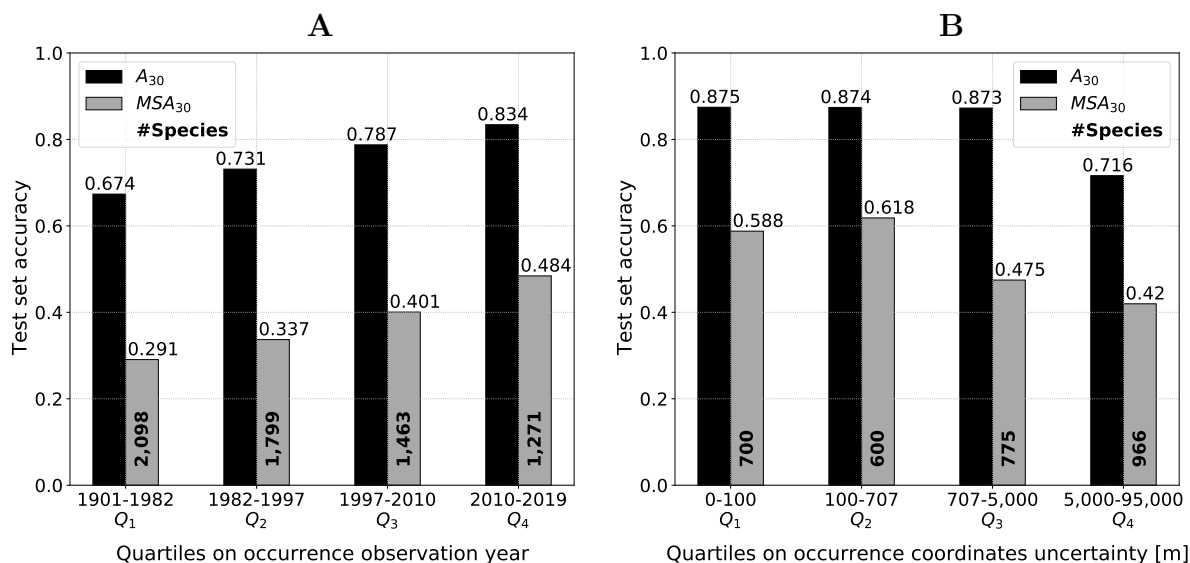 A
1.0
0.8
0.6
0.4
0.2
0.0
Test set accuracy
A30
MSA30
#Species
0.674
0.731
0.787
0.834
0.291
0.337
0.401
0.484
2,098
1,799
1,463
1,271
1901-1982
1982-1997
1997-2010
2010-2019
Q1
Q2
Q3
Q4
Quartiles on occurrence observation year
B
1.0
0.8
0.6
0.4
0.2
0.0
Test set accuracy
A30
MSA30
#Species
0.875
0.874
0.873
0.716
0.588
0.618
0.475
0.42
700
600
775
966
0-100
100-707
707-5,000
5,000-95,000
Q1
Q2
Q3
Q4
Quartiles on occurrence coordinates uncertainty [m]